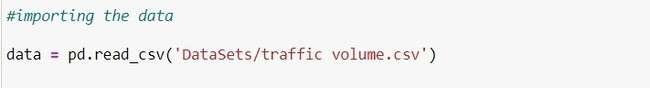 #importing the data
data = pd.read_csv('DataSets/traffic volume.csv')